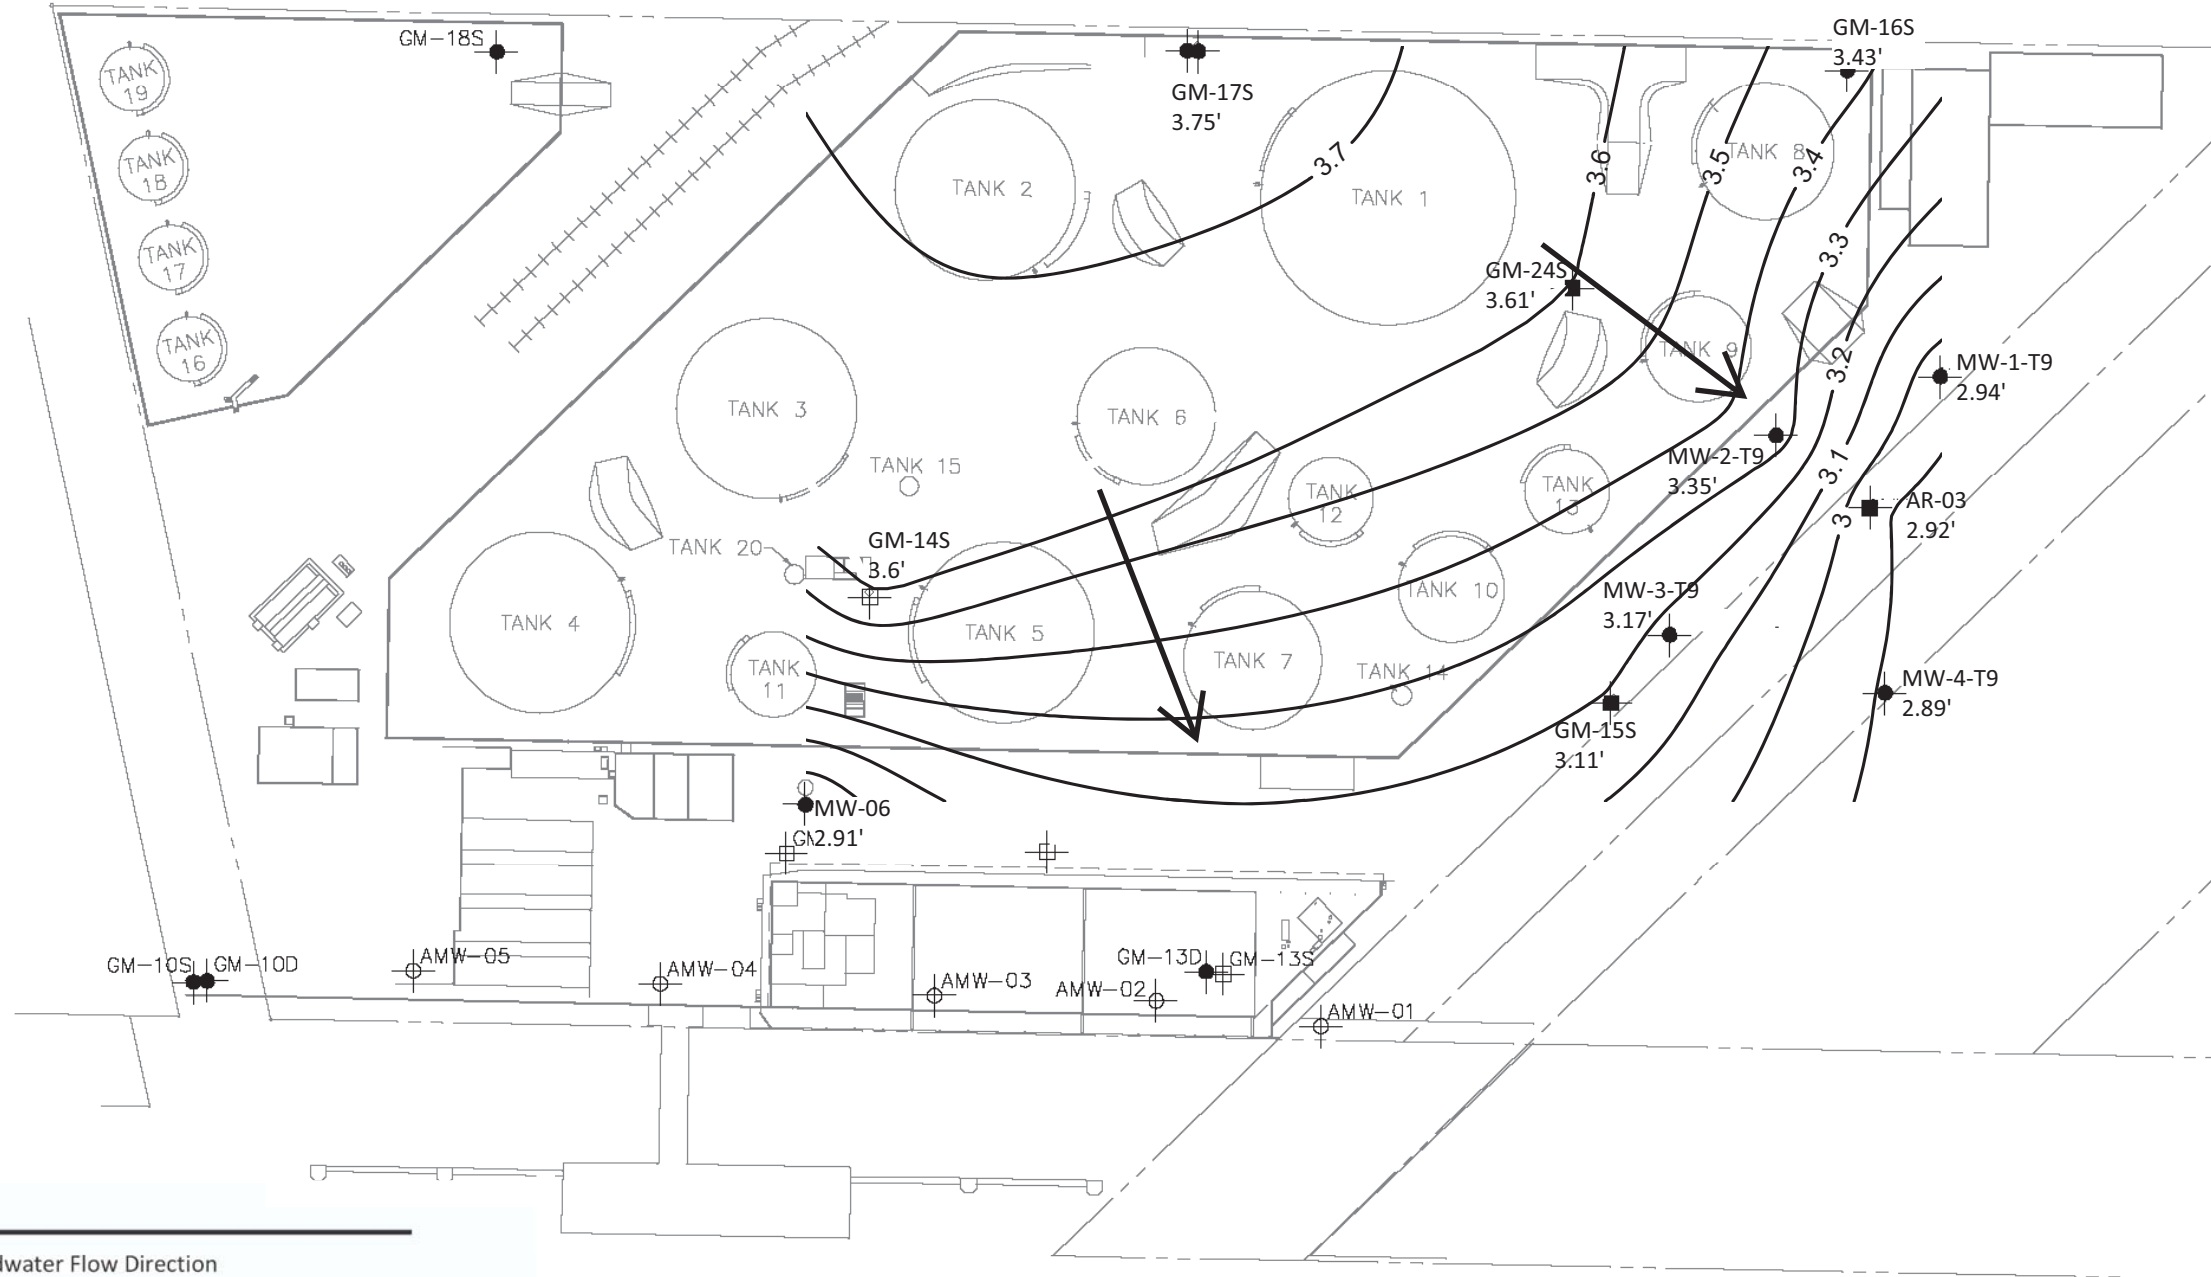 GM-16S
3.43'
GM-18S
TANK
19
GM-17S
3.75'
TANK
18
3.7
3.6
3.5
TANK 8
3.4
TANK 2
TANK 1
TANK
17
3.3
GM-24S
3.61'
TANK
16
TANK 9
3.2
MW-1-T9
2.94'
TANK 3
TANK 6
MW-2-T9
3.35'
TANK 15
3.1
TANK
12
TANK
13
AR-03
2.92'
3
GM-14S
3.6'
TANK 20
TANK 10
MW-3-T9
3.17'
TANK 4
TANK 5
TANK 7
TANK
11
TANK 14
MW-4-T9
2.89'
GM-15S
3.11'
MW-06
2.91'
GM-10S
GM-10D
AMW-05
AMW-04
AMW-03
AMW-02
GM-13D
GM-13S
AMW-01
dwater Flow Direction